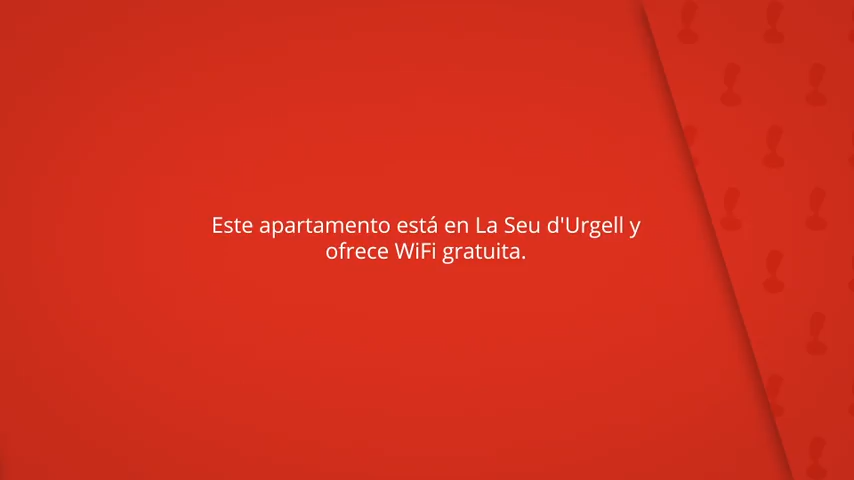 Este apartamento está en La Seu d'Urgell y
ofrece WiFi gratuita.